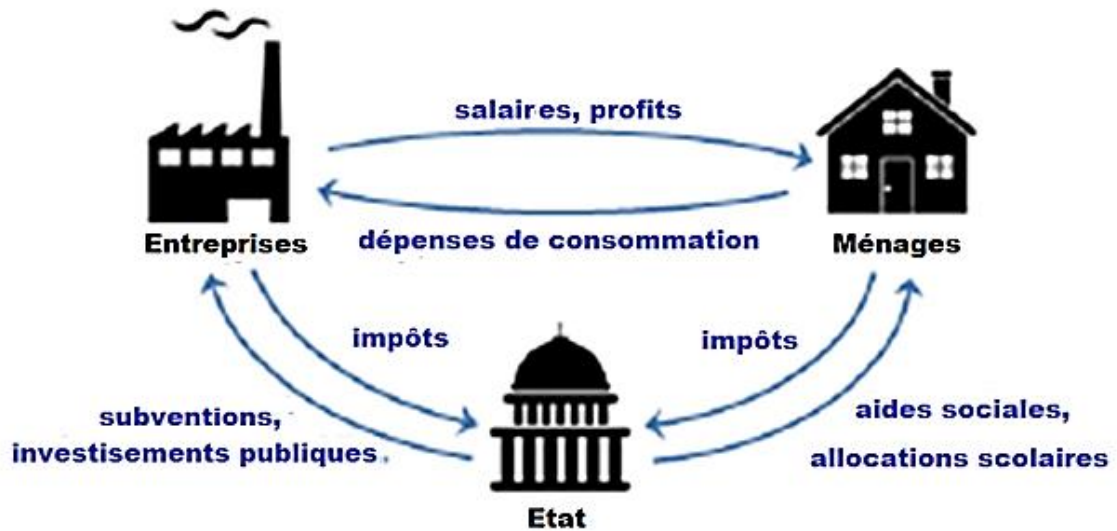 salaires, profits
dépenses de consommation
Entreprises
Ménages
impôts
impôts
subventions,
investisements publiques
aides sociales,
allocations scolaires
Etat